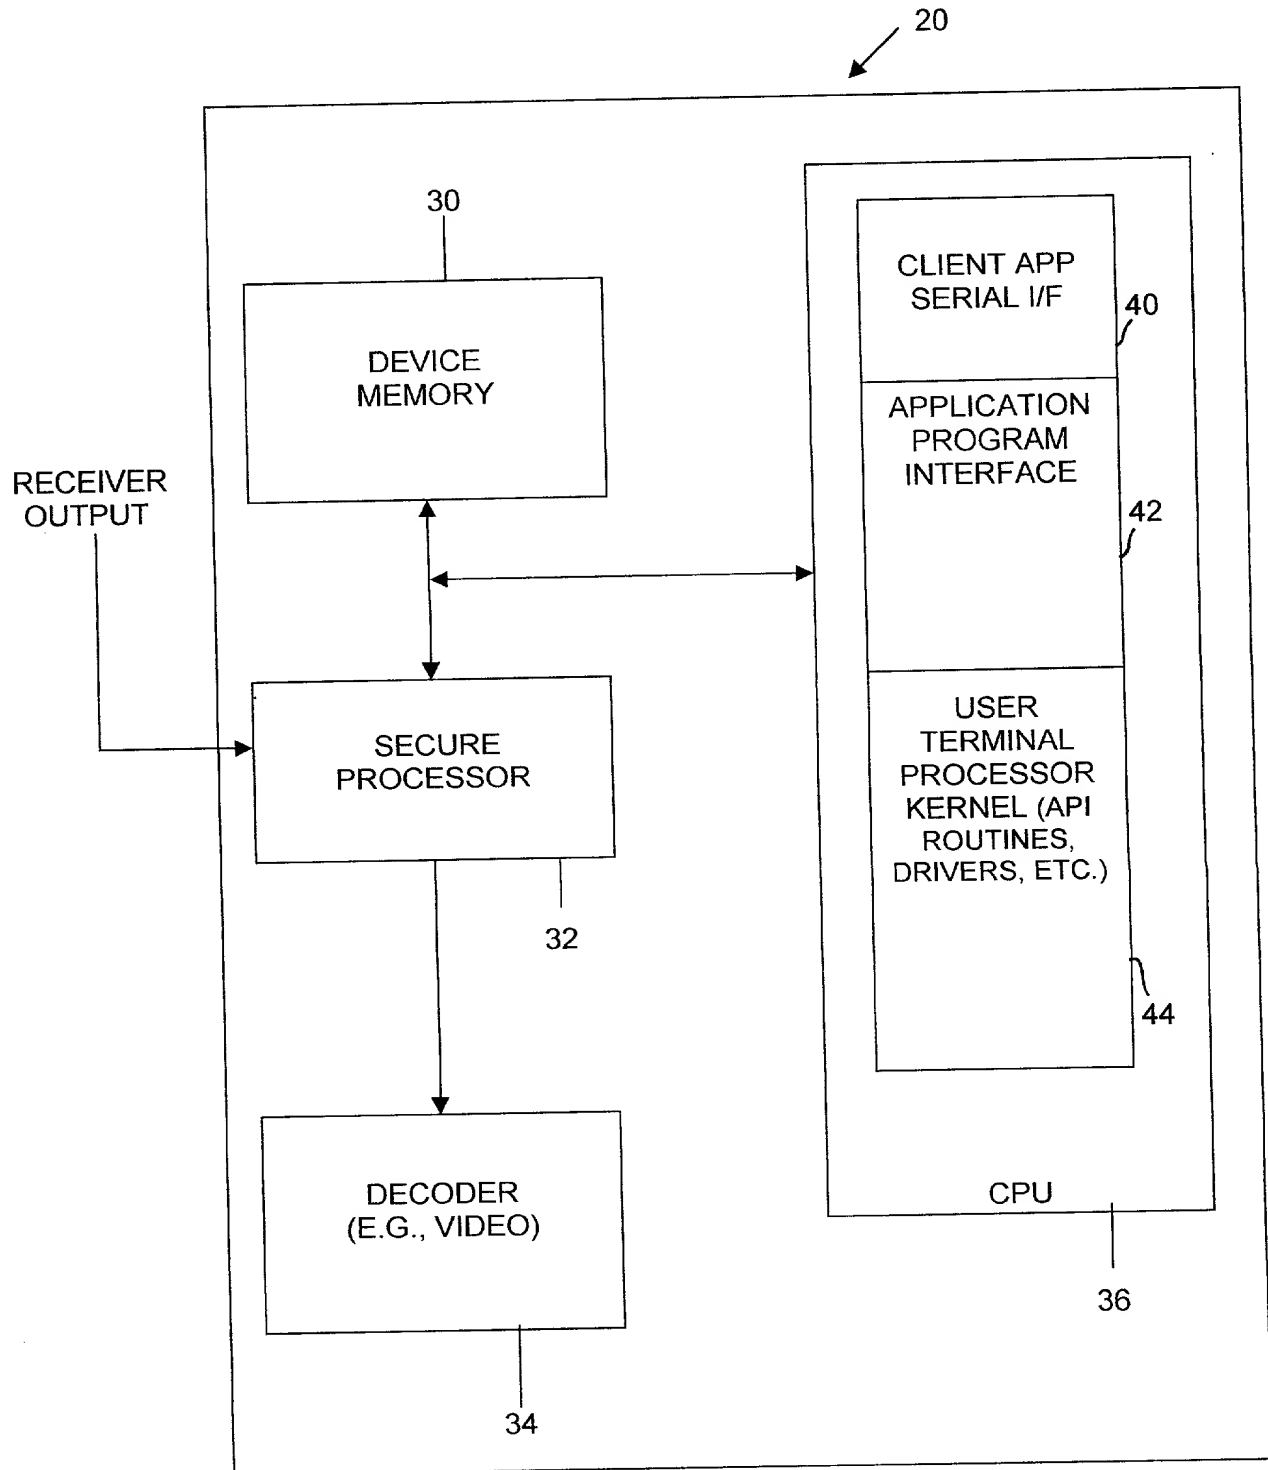 20
30
DEVICE
MEMORY
CLIENT APP
SERIAL I/F
40
APPLICATION
PROGRAM
INTERFACE
42
RECEIVER
OUTPUT
SECURE
PROCESSOR
32
USER
TERMINAL
PROCESSOR
KERNEL (API
ROUTINES,
DRIVERS, ETC.)
44
DECODER
(E.G., VIDEO)
34
CPU
36